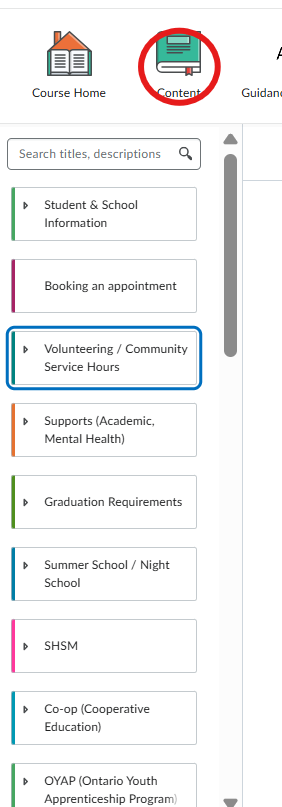 Course Home
Content
Guidanc
Search titles, descriptions
Student & School
Information
Booking an appointment
Volunteering / Community
Service Hours
Supports (Academic,
Mental Health)
Graduation Requirements
Summer School / Night
School
SHSM
Co-op (Cooperative
Education)
OYAP (Ontario Youth
Apprenticeship Program)